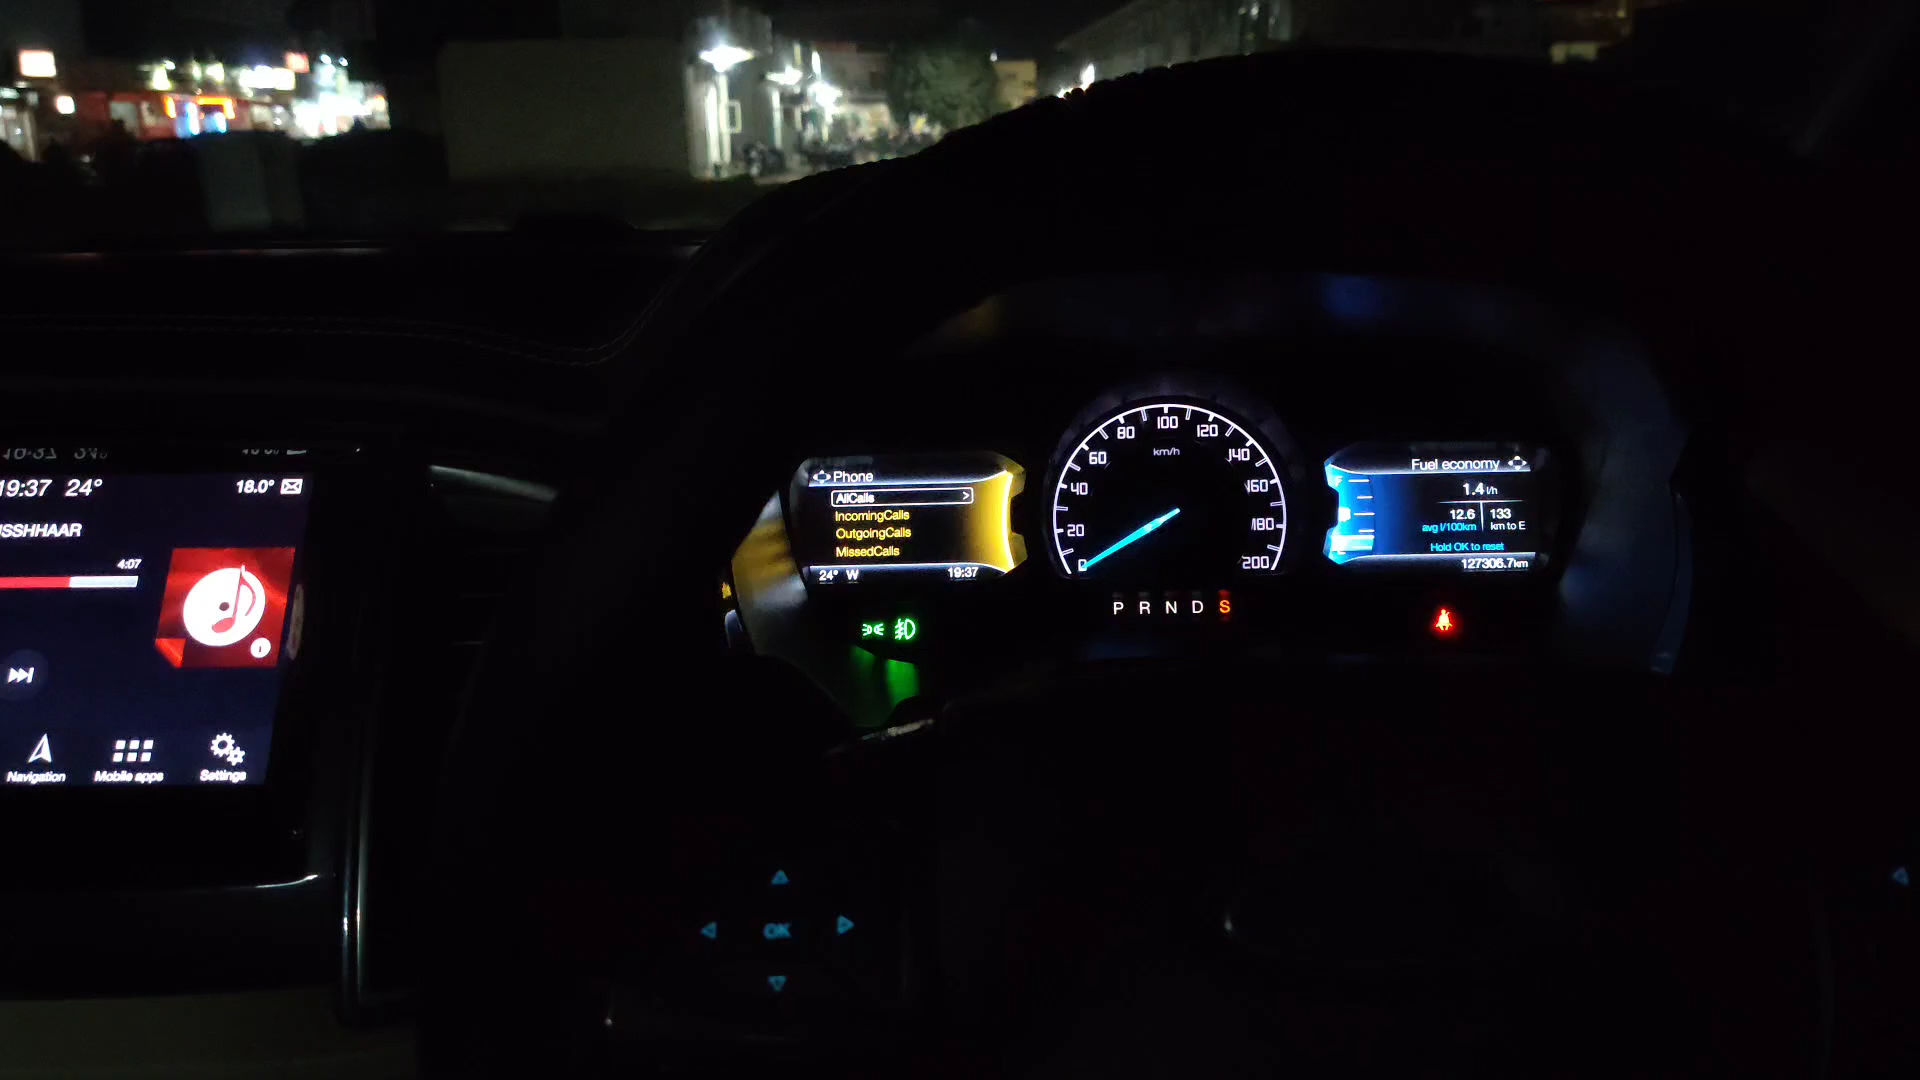 19:37 24° 18.0°
ISSHHAAR
4:07
Navigation Mobile apps Settings
Phone
AllCalls >
IncomingCalls
OutgoingCalls
MissedCalls
24° W 19:37
0 20 40 60 80 100 120 140 160 180 200
km/h
P R N D S
Fuel economy
F
1.4 l/h
12.6 133
avg l/100km km to E
Hold OK to reset
127306.7km
OK